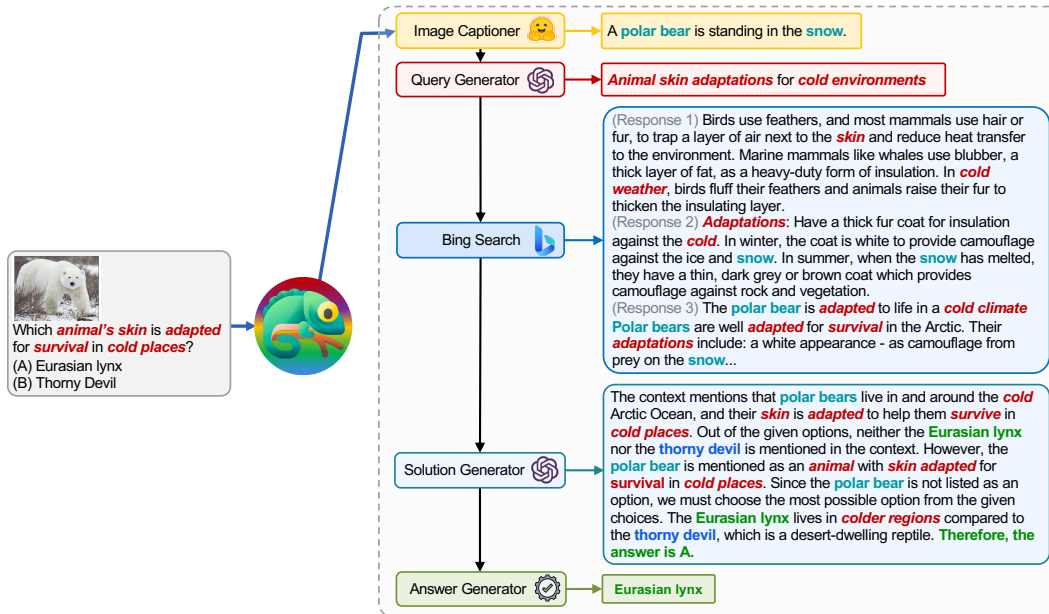 Which animal's skin is adapted
for survival in cold places?
(A) Eurasian lynx
(B) Thorny Devil
Image Captioner
A polar bear is standing in the snow.
Query Generator
Animal skin adaptations for cold environments
Bing Search
(Response 1) Birds use feathers, and most mammals use hair or
fur, to trap a layer of air next to the skin and reduce heat transfer
to the environment. Marine mammals like whales use blubber, a
thick layer of fat, as a heavy-duty form of insulation. In cold
weather, birds fluff their feathers and animals raise their fur to
thicken the insulating layer.
(Response 2) Adaptations: Have a thick fur coat for insulation
against the cold. In winter, the coat is white to provide camouflage
against the ice and snow. In summer, when the snow has melted,
they have a thin, dark grey or brown coat which provides
camouflage against rock and vegetation.
(Response 3) The polar bear is adapted to life in a cold climate
Polar bears are well adapted for survival in the Arctic. Their
adaptations include: a white appearance - as camouflage from
prey on the snow...
Solution Generator
The context mentions that polar bears live in and around the cold
Arctic Ocean, and their skin is adapted to help them survive in
cold places. Out of the given options, neither the Eurasian lynx
nor the thorny devil is mentioned in the context. However, the
polar bear is mentioned as an animal with skin adapted for
survival in cold places. Since the polar bear is not listed as an
option, we must choose the most possible option from the given
choices. The Eurasian lynx lives in colder regions compared to
the thorny devil, which is a desert-dwelling reptile. Therefore, the
answer is A.
Answer Generator
Eurasian lynx